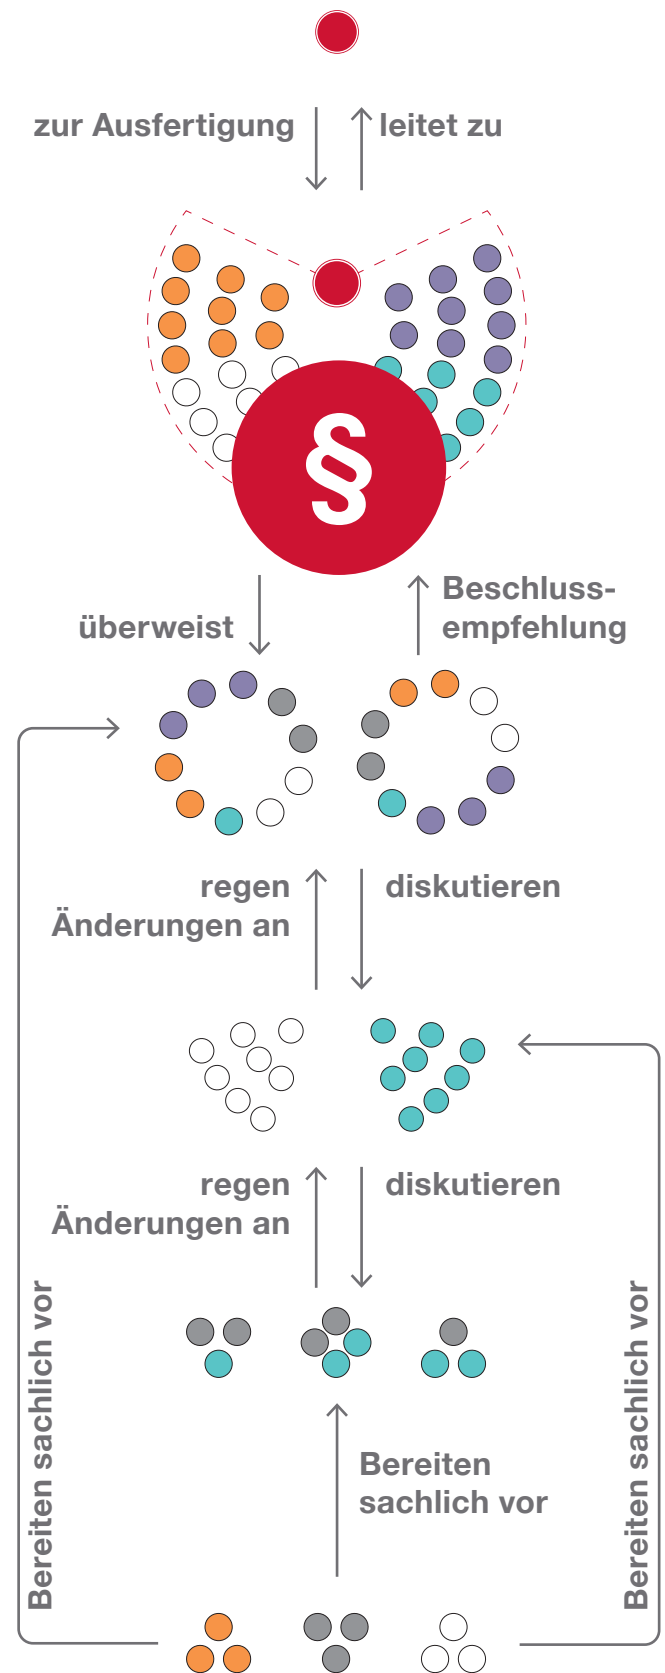 zur Ausfertigung
leitet zu
§
überweist
Beschluss-
empfehlung
regen
Änderungen an
diskutieren
regen
Änderungen an
diskutieren
Bereiten sachlich vor
Bereiten
sachlich vor
Bereiten sachlich vor